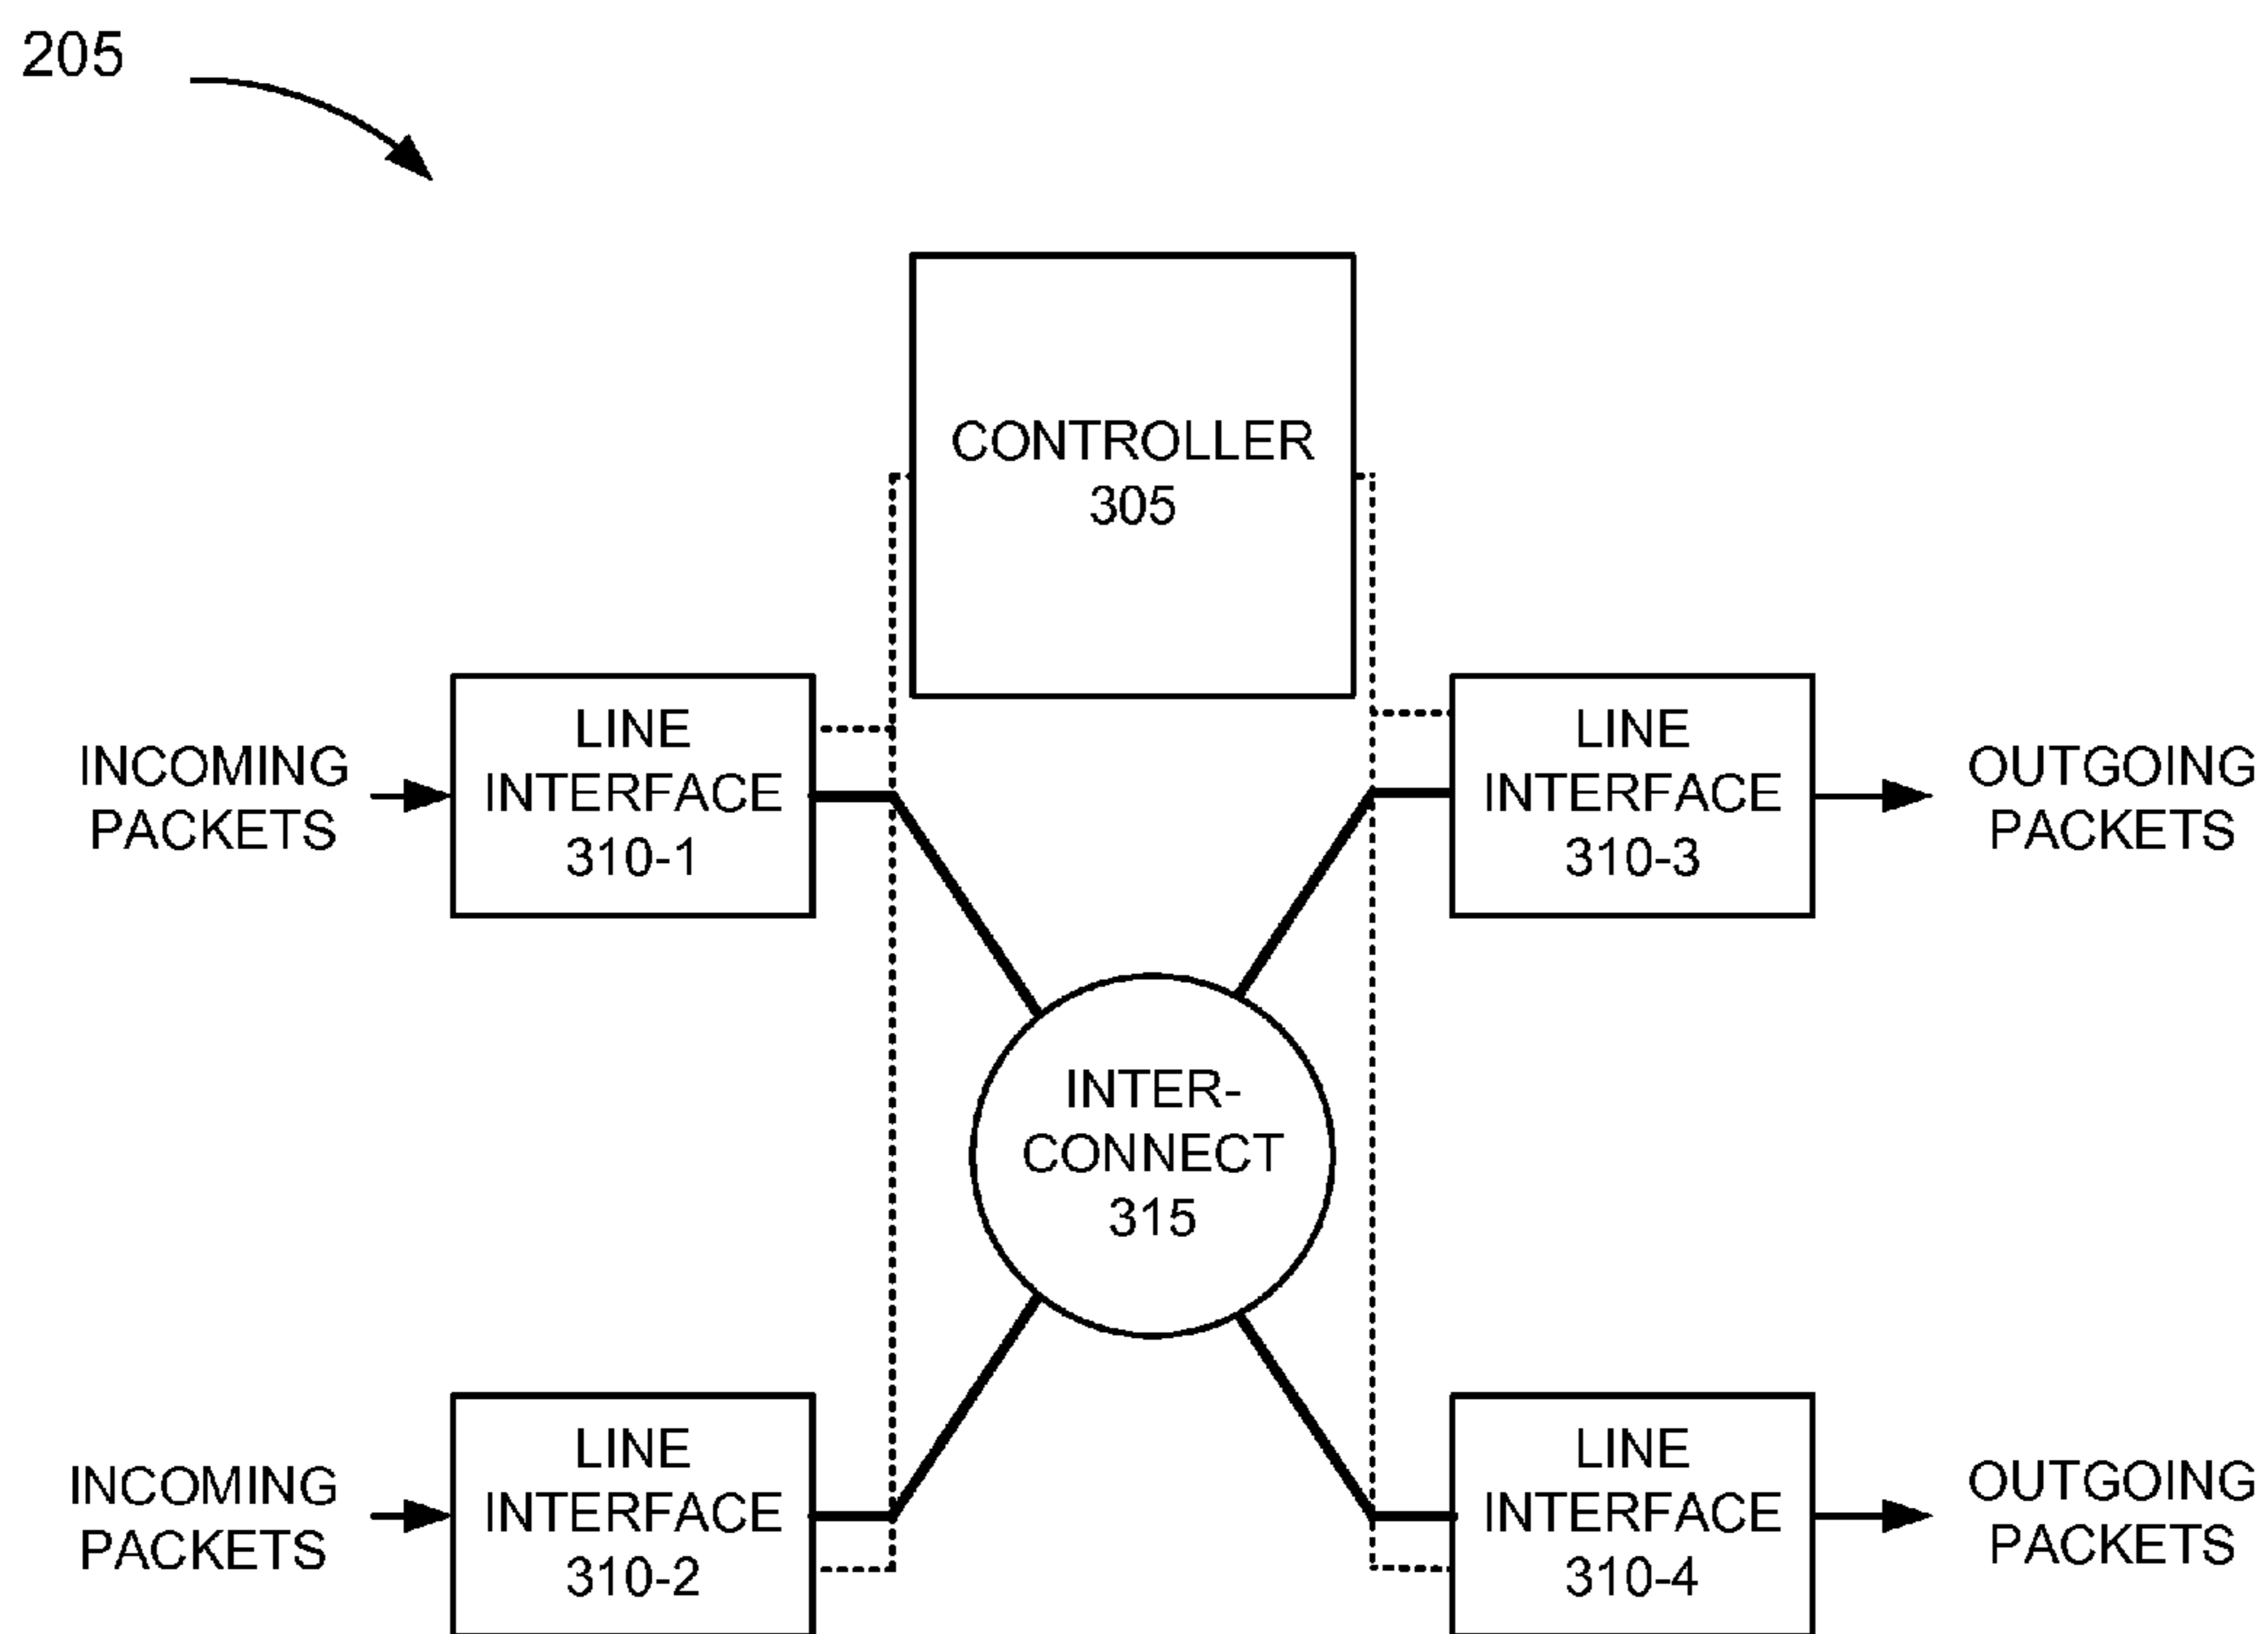 205
CONTROLLER
305
INCOMING
PACKETS
LINE
INTERFACE
310-1
LINE
INTERFACE
310-3
OUTGOING
PACKETS
INTER-
CONNECT
315
INCOMING
PACKETS
LINE
INTERFACE
310-2
LINE
INTERFACE
310-4
OUTGOING
PACKETS